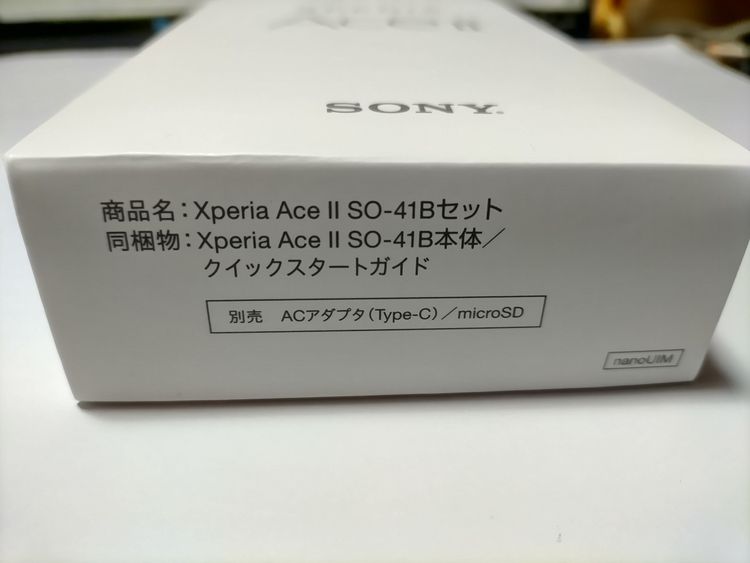 SONY
商品名：Xperia Ace II SO-41Bセット
同梱物：Xperia Ace II SO-41B本体／
クイックスタートガイド
別売 ACアダプタ（Type-C）／microSD
nanoUIM